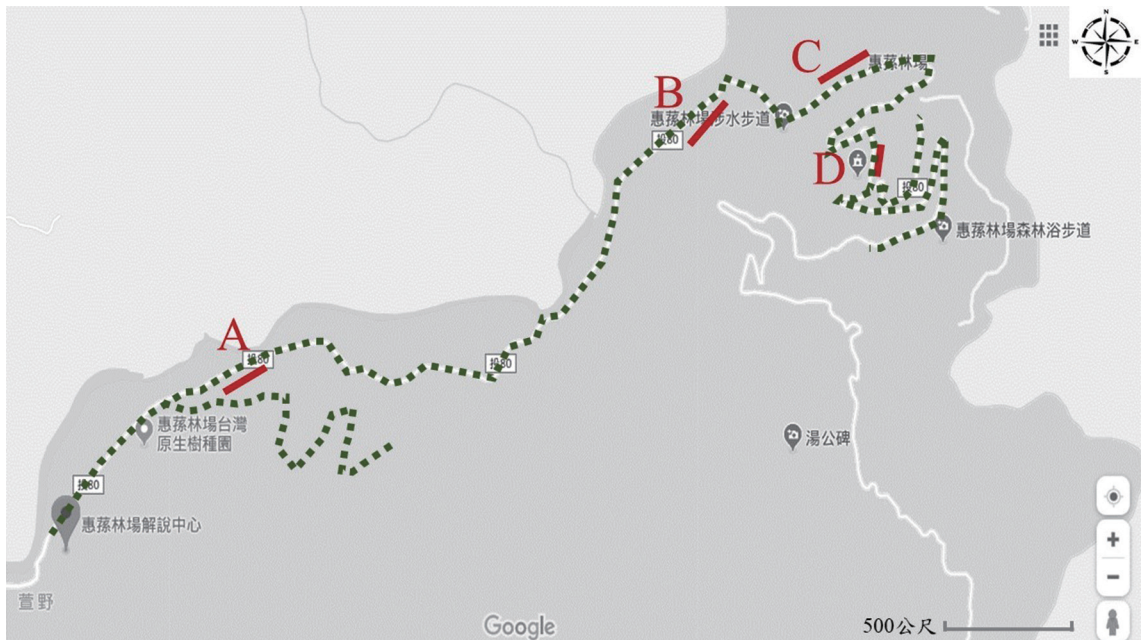 N
W
E
S
C
惠蓀林場
B
惠蓀林場步水步道
投80
D
投80
惠蓀林場森林浴步道
A
投80
投80
惠蓀林場台灣
原生樹種園
湯公碑
投80
惠蓀林場解說中心
萱野
Google
500公尺
+
−